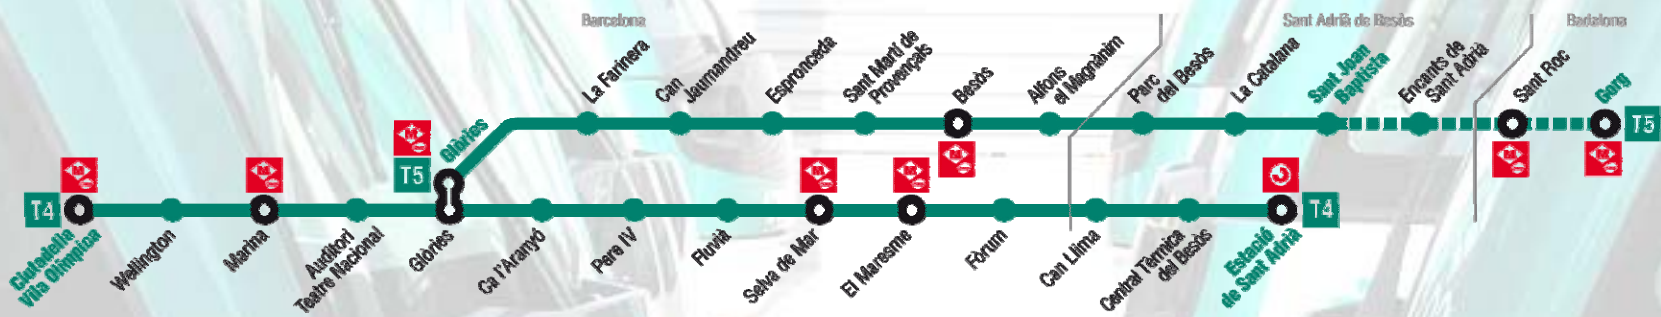 Barcelona
Sant Adrià de Besòs
Badalona
La Farinera
Can
Jaumandreu
Espronceda
Sant Martí de
Provençals
Besòs
Alfons
el Magnànim
Parc
del Besòs
La Catalana
Sant Joan
Baptista
Encants de
Sant Adrià
Sant Roc
Gorg
T5
Glòries
T5
T4
T4
Ciutadella
Vila Olímpica
Wellington
Marina
Auditori
Teatre Nacional
Glòries
Ca l'Aranyó
Pere IV
Fluvià
Selva de Mar
El Maresme
Fòrum
Can Llima
Central Tèrmica
del Besòs
Estació
de Sant Adrià